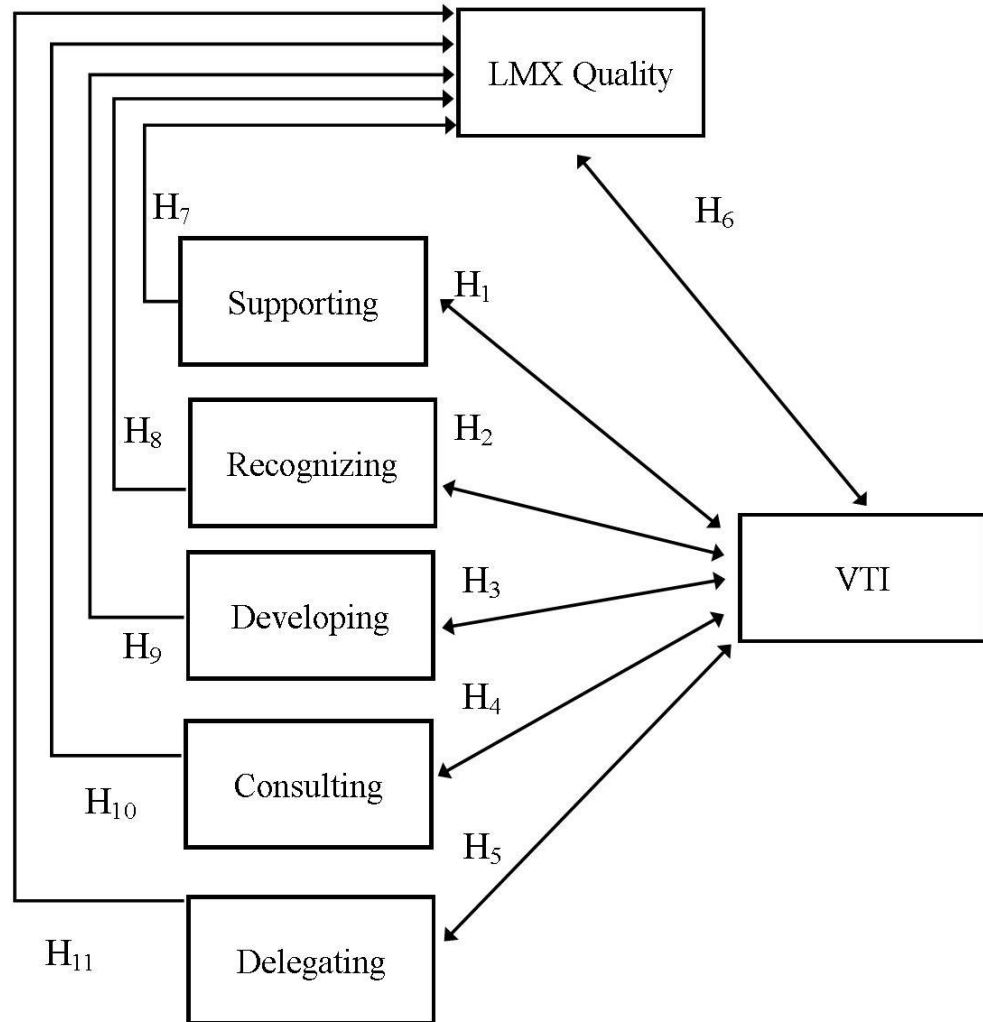 LMX Quality
H6
H7
Supporting
H1
H8
Recognizing
H2
H9
Developing
H3
VTI
H4
H10
Consulting
H5
H11
Delegating